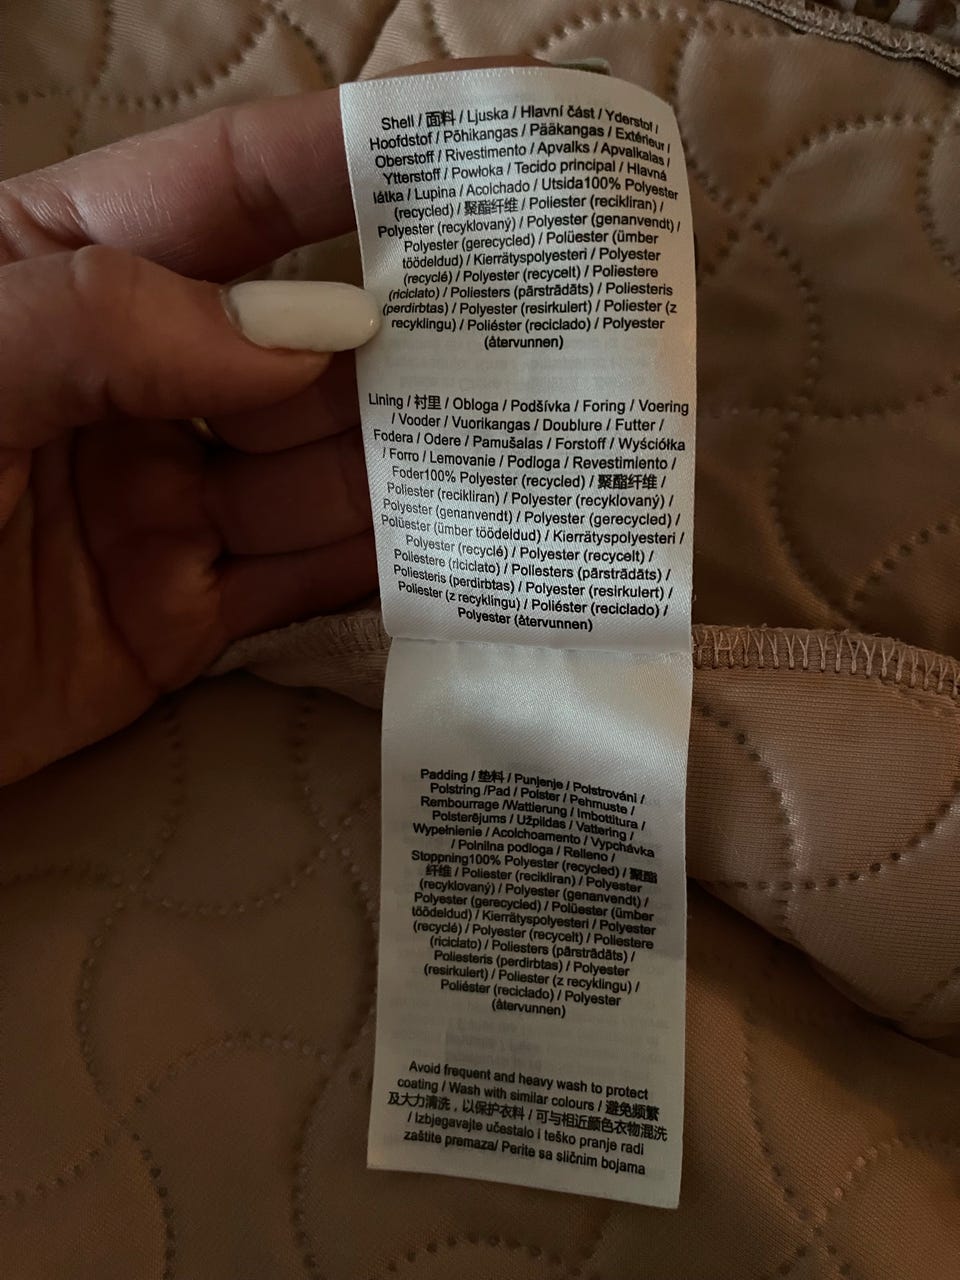 Shell / 面料 / Ljuska / Hlavní část / Yderstof /
Hoofdstof / Põhikangas / Pääkangas / Extérieur /
Oberstoff / Rivestimento / Apvalks / Apvalkalas /
Ytterstoff / Powłoka / Tecido principal / Hlavná
látka / Lupina / Acolchado / Utsida100% Polyester
(recycled) / 聚酯纤维 / Poliester (recikliran) /
Polyester (recyklovaný) / Polyester (genanvendt) /
Polyester (gerecycled) / Polüester (ümber
töödeldud) / Kierrätyspolyesteri / Polyester
(recyclé) / Polyester (recycelt) / Poliestere
(riciclato) / Poliesters (pārstrādāts) / Poliesteris
(perdirbtas) / Polyester (resirkulert) / Poliester (z
recyklingu) / Poliéster (reciclado) / Polyester
(återvunnen)
Lining / 衬里 / Obloga / Podšívka / Foring / Voering
/ Vooder / Vuorikangas / Doublure / Futter /
Fodera / Odere / Pamušalas / Forstoff / Wyściółka
/ Forro / Lemovanie / Podloga / Revestimiento /
Foder100% Polyester (recycled) / 聚酯纤维 /
Poliester (recikliran) / Polyester (recyklovaný) /
Polyester (genanvendt) / Polyester (gerecycled) /
Polüester (ümber töödeldud) / Kierrätyspolyesteri /
Polyester (recyclé) / Polyester (recycelt) /
Poliestere (riciclato) / Poliesters (pārstrādāts) /
Poliesteris (perdirbtas) / Polyester (resirkulert) /
Poliester (z recyklingu) / Poliéster (reciclado) /
Polyester (återvunnen)
Padding / 垫料 / Punjenje / Polstrování /
Polstring /Pad / Polster / Pehmuste /
Rembourrage /Wattierung / Imbottitura /
Polsterējums / Užpildas / Vattering /
Wypełnienie / Acolchoamento / Vypchávka
/ Polnilna podloga / Relleno /
Stoppning100% Polyester (recycled) / 聚酯
纤维 / Poliester (recikliran) / Polyester
(recyklovaný) / Polyester (genanvendt) /
Polyester (gerecycled) / Polüester (ümber
töödeldud) / Kierrätyspolyesteri / Polyester
(recyclé) / Polyester (recycelt) / Poliestere
(riciclato) / Poliesters (pārstrādāts) /
Poliesteris (perdirbtas) / Polyester
(resirkulert) / Poliester (z recyklingu) /
Poliéster (reciclado) / Polyester
(återvunnen)
Avoid frequent and heavy wash to protect
coating / Wash with similar colours / 避免频繁
及大力清洗，以保护衣料 / 可与相近颜色衣物混洗
/ Izbjegavajte učestalo i teško pranje radi
zaštite premaza/ Perite sa sličnim bojama